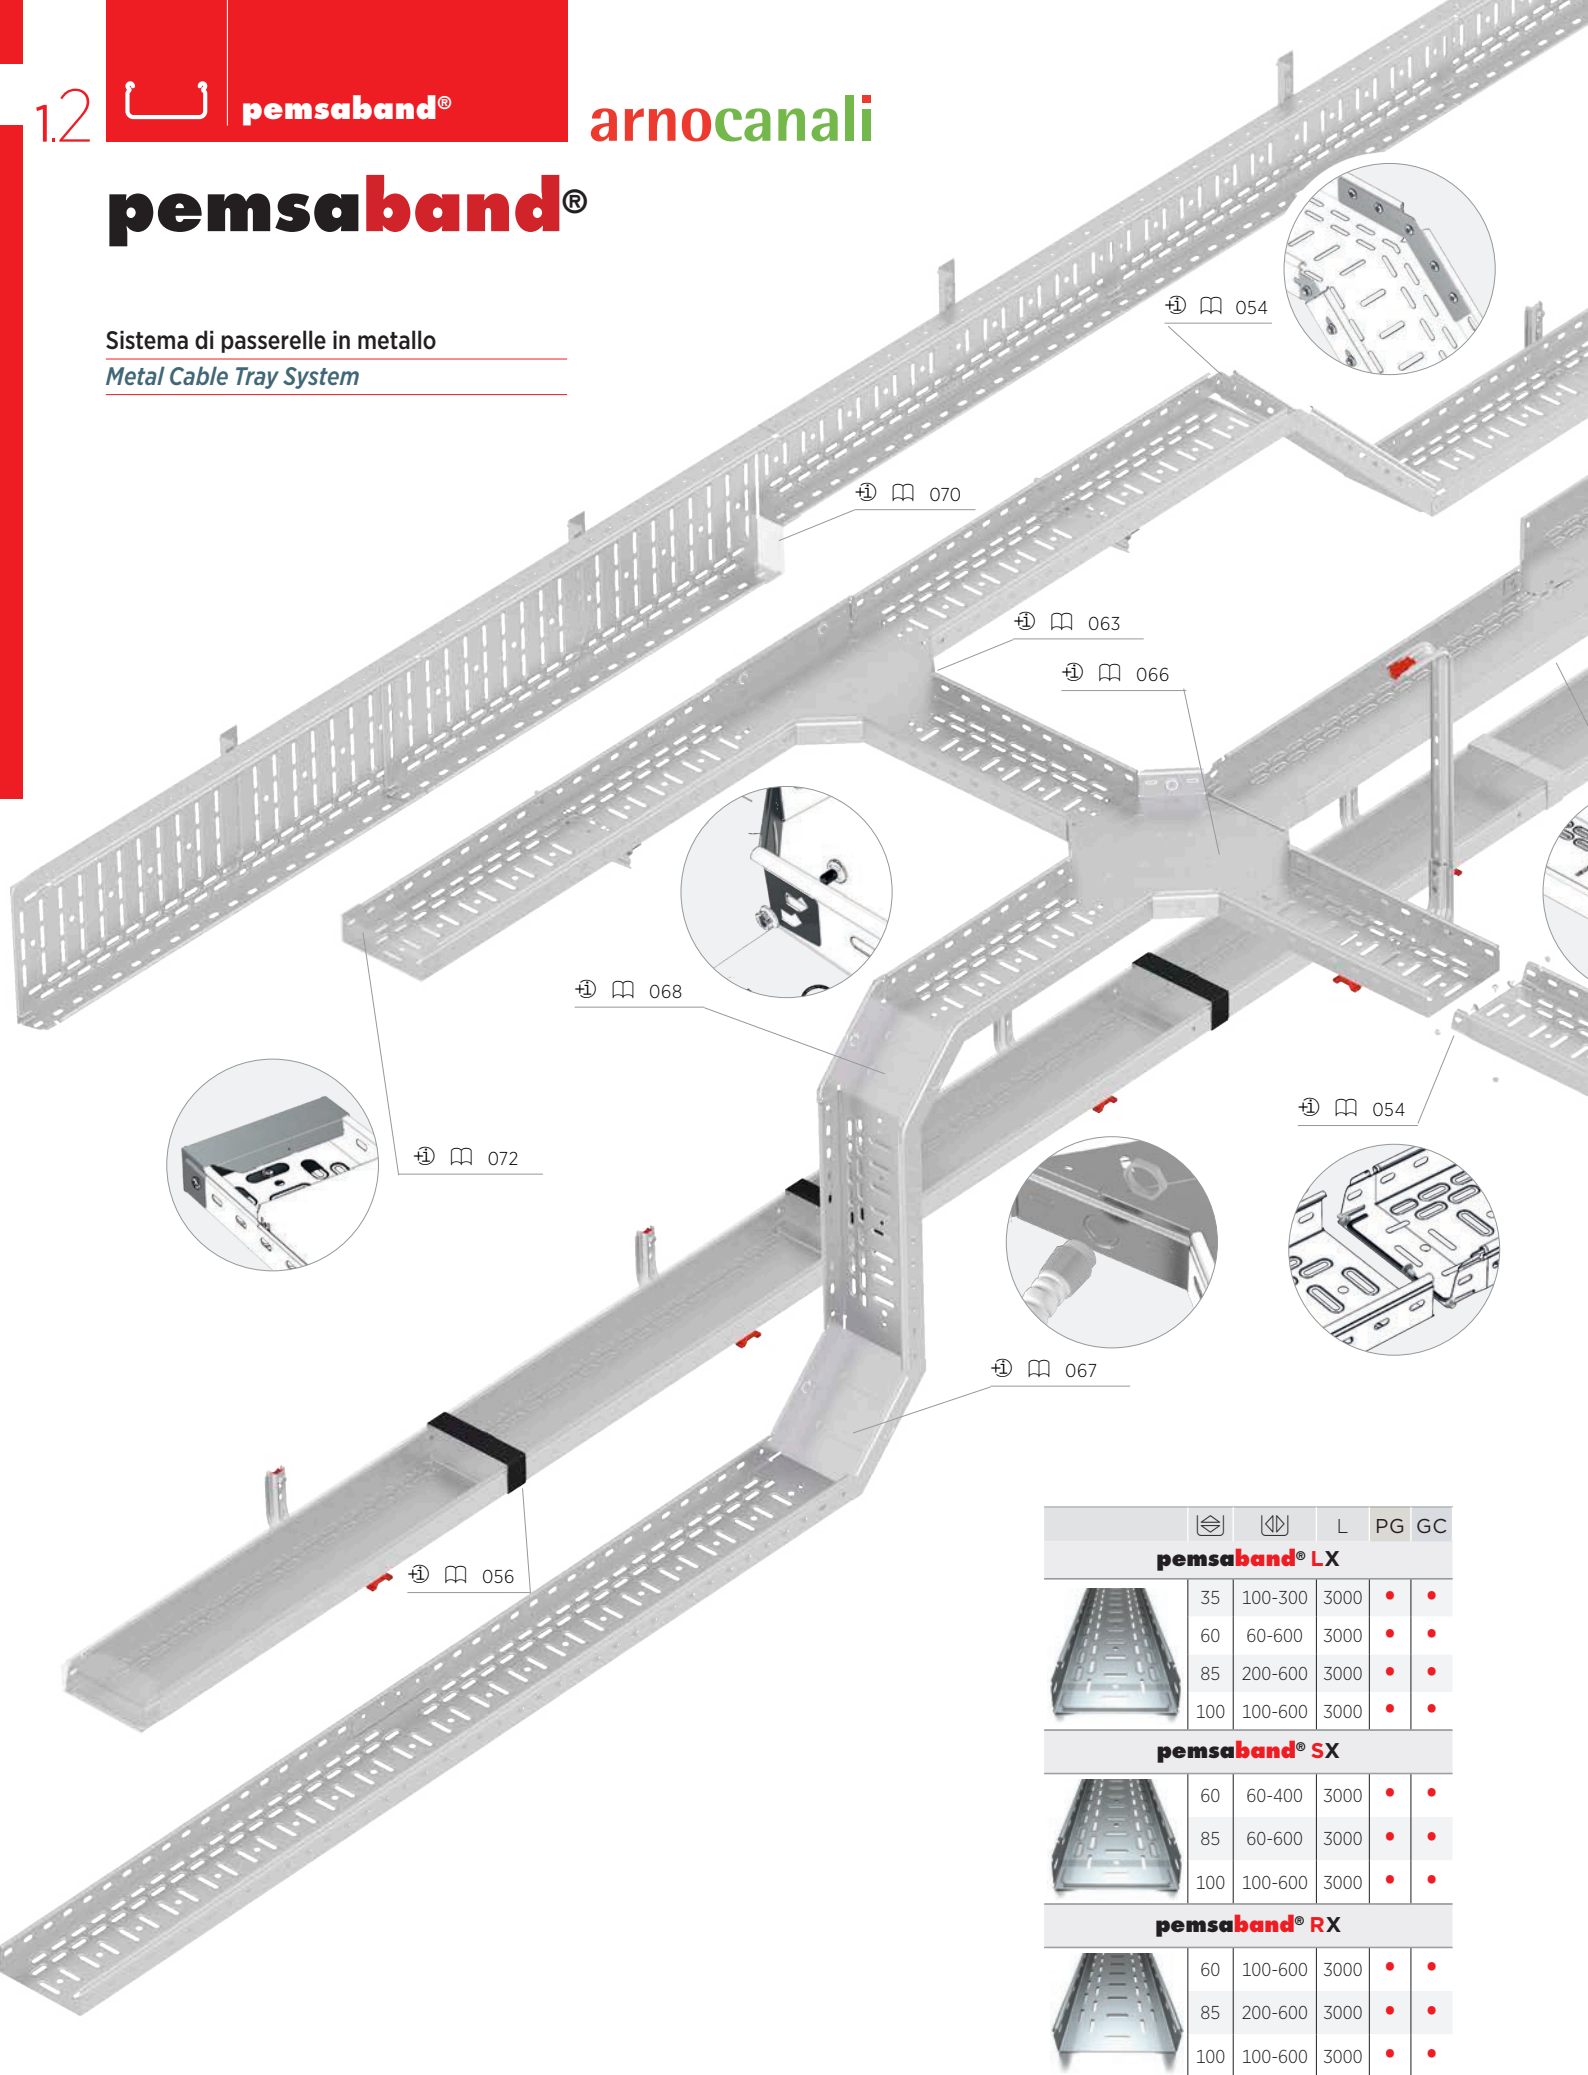 1.2
pemsaband®
arnocanali
pemsaband®
Sistema di passerelle in metallo
Metal Cable Tray System
+i 054
+i 070
+i 063
+i 066
+i 068
+i 054
+i 072
+i 067
+i 056
L PG GC
pemsaband® LX
35 100-300 3000 • •
60 60-600 3000 • •
85 200-600 3000 • •
100 100-600 3000 • •
pemsaband® SX
60 60-400 3000 • •
85 60-600 3000 • •
100 100-600 3000 • •
pemsaband® RX
60 100-600 3000 • •
85 200-600 3000 • •
100 100-600 3000 • •